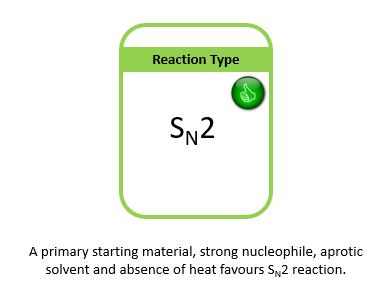 Reaction Type
S_N2
A primary starting material, strong nucleophile, aprotic
solvent and absence of heat favours S_N2 reaction.